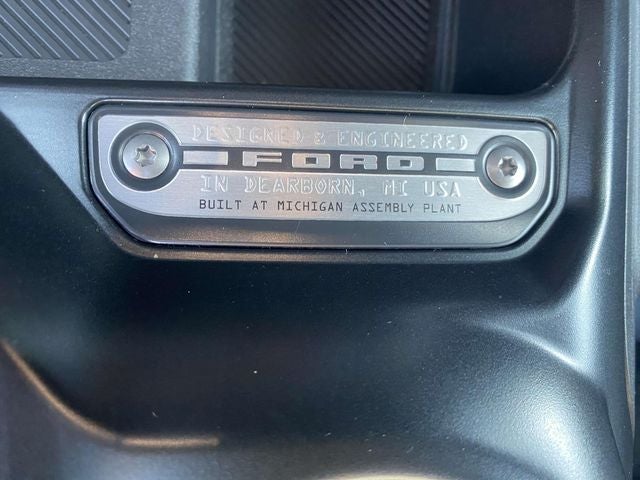 DESIGNED & ENGINEERED
FORD
IN DEARBORN, MI USA
BUILT AT MICHIGAN ASSEMBLY PLANT